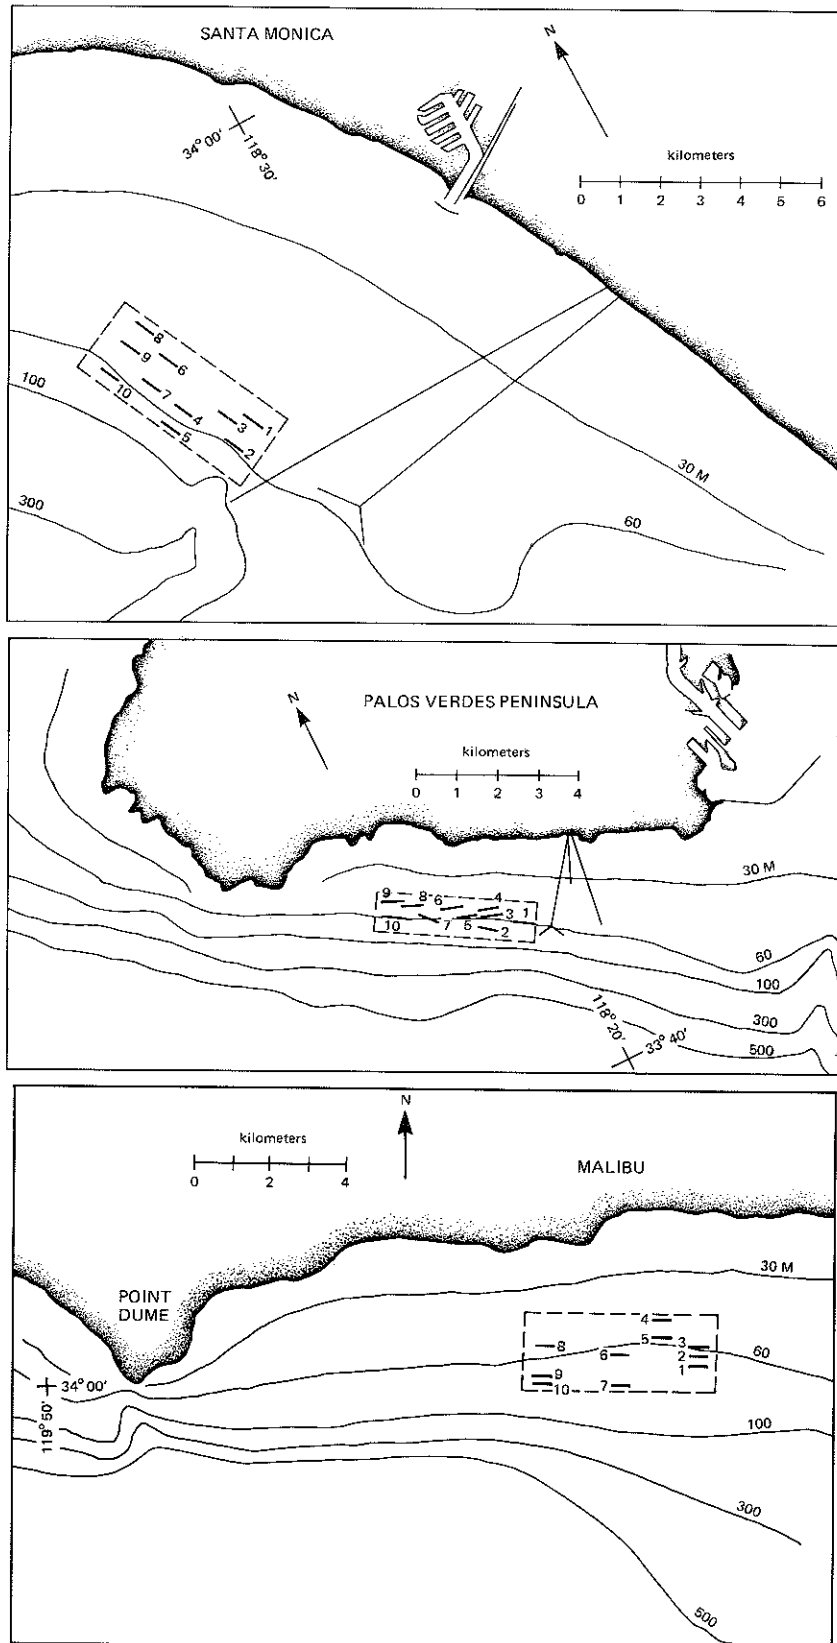 SANTA MONICA
N
34° 00'
118° 30'
kilometers
0 1 2 3 4 5 6
8
9
6
10
7
4
3
1
5
2
100
300
30 M
60
PALOS VERDES PENINSULA
N
kilometers
0 1 2 3 4
30 M
9 8 6 4
3 1
10 7 5 2
60
100
300
500
118° 20'
33° 40'
N
kilometers
0 2 4
MALIBU
POINT
DUME
30 M
4
5 3
8 6 2
1
9
10 7
60
34° 00'
119° 50'
100
300
500